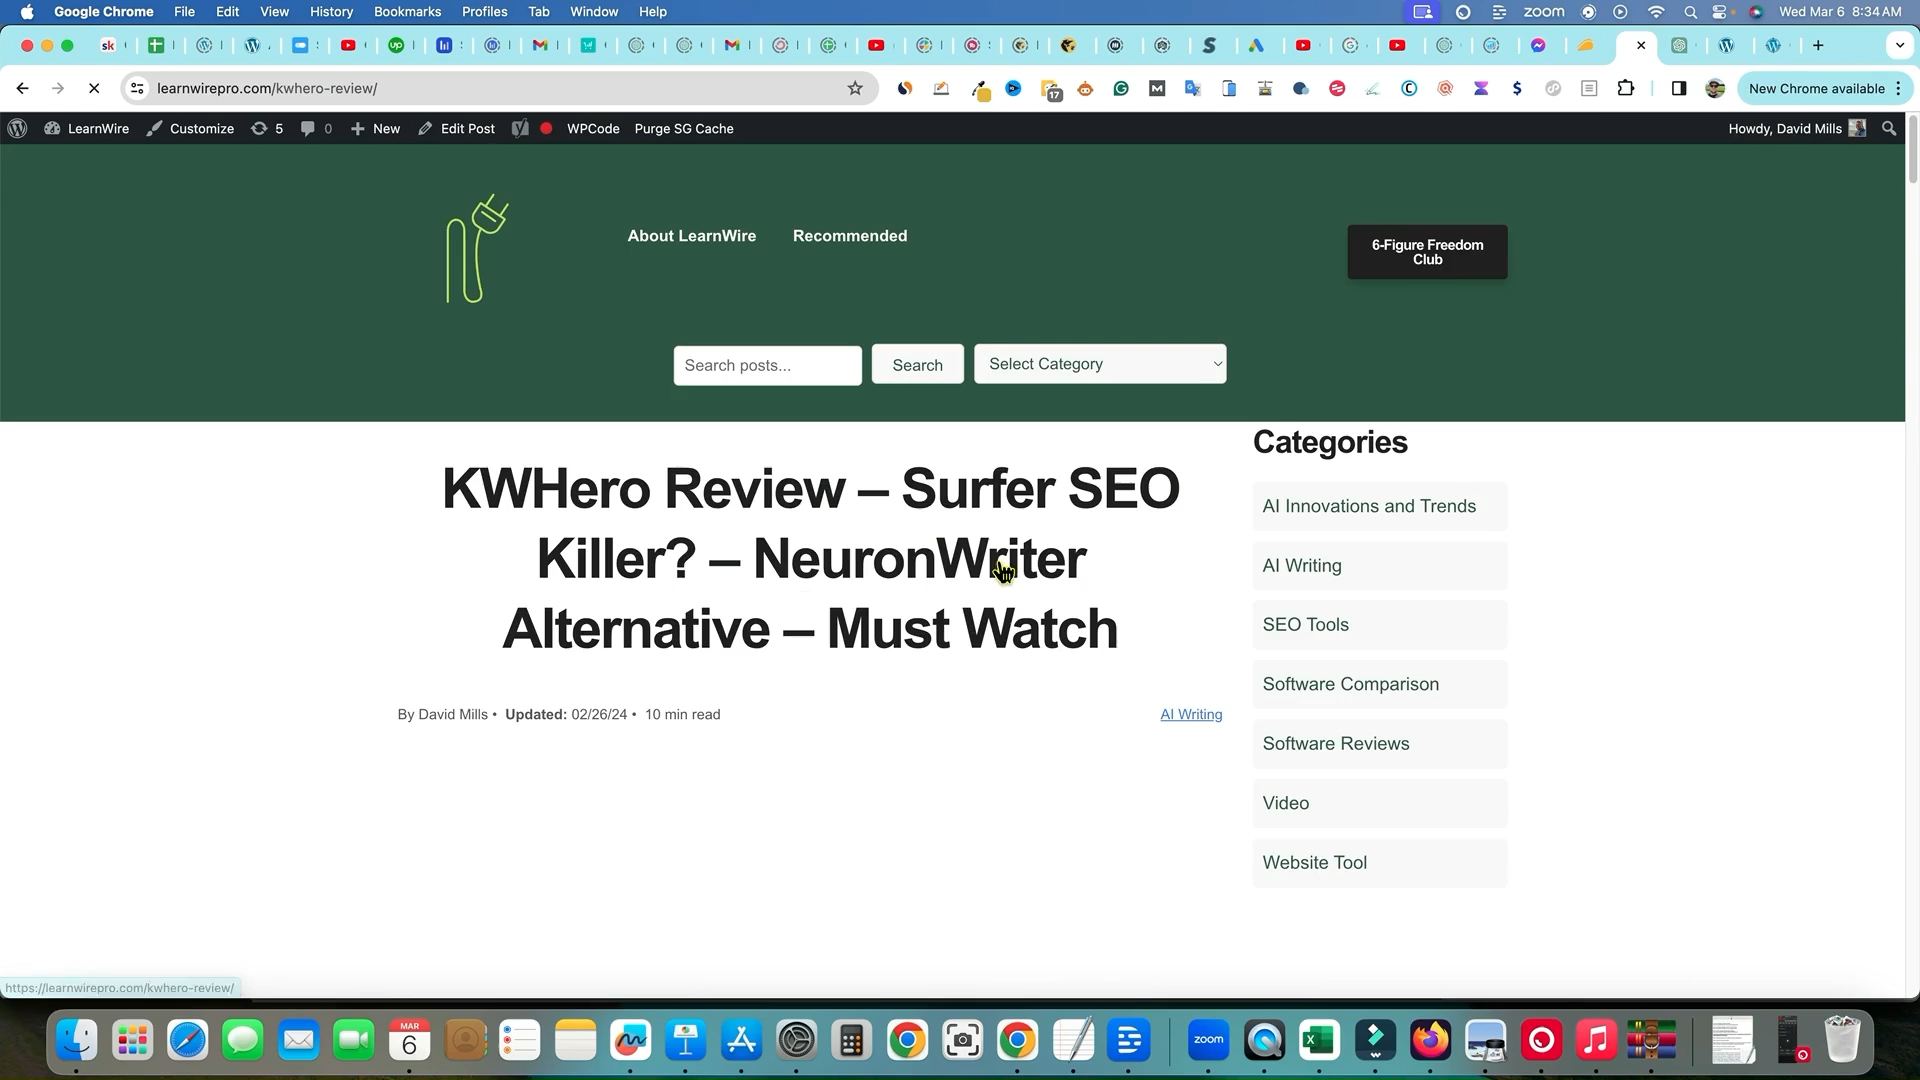 Google Chrome File Edit View History Bookmarks Profiles Tab Window Help zoom Wed Mar 6 8:34 AM
learnwirepro.com/kwhero-review/ 17 New Chrome available
LearnWire Customize 5 0 New Edit Post WPCode Purge SG Cache Howdy, David Mills
About LearnWire Recommended
6-Figure Freedom
Club
Search posts... Search Select Category
Categories
KWHero Review – Surfer SEO
Killer? – NeuronWriter
Alternative – Must Watch
By David Mills • Updated: 02/26/24 • 10 min read AI Writing
AI Innovations and Trends
AI Writing
SEO Tools
Software Comparison
Software Reviews
Video
Website Tool
https://learnwirepro.com/kwhero-review/
MAR
6
zoom